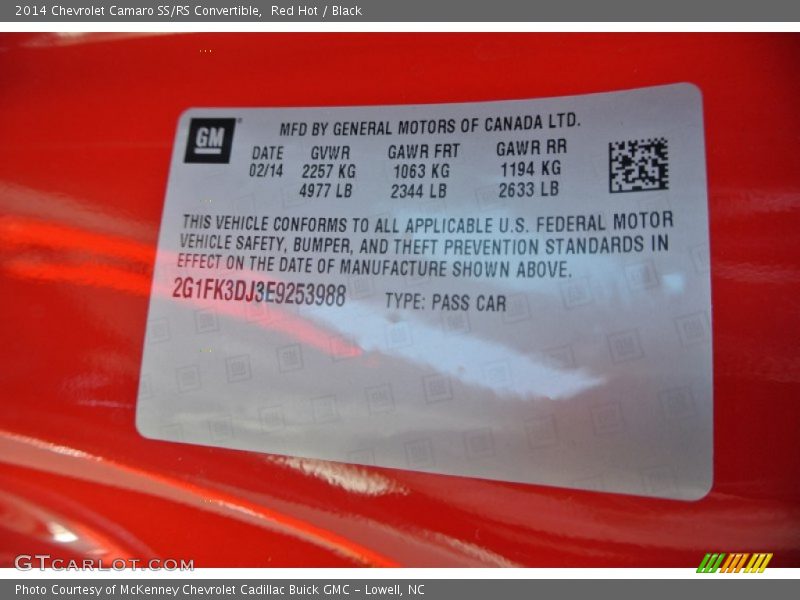 2014 Chevrolet Camaro SS/RS Convertible, Red Hot / Black
GM
MFD BY GENERAL MOTORS OF CANADA LTD.
DATE GVWR GAWR FRT GAWR RR
02/14 2257 KG 1063 KG 1194 KG
4977 LB 2344 LB 2633 LB
THIS VEHICLE CONFORMS TO ALL APPLICABLE U.S. FEDERAL MOTOR
VEHICLE SAFETY, BUMPER, AND THEFT PREVENTION STANDARDS IN
EFFECT ON THE DATE OF MANUFACTURE SHOWN ABOVE.
2G1FK3DJ3E9253988 TYPE: PASS CAR
GTCARLOT.COM
Photo Courtesy of McKenney Chevrolet Cadillac Buick GMC - Lowell, NC